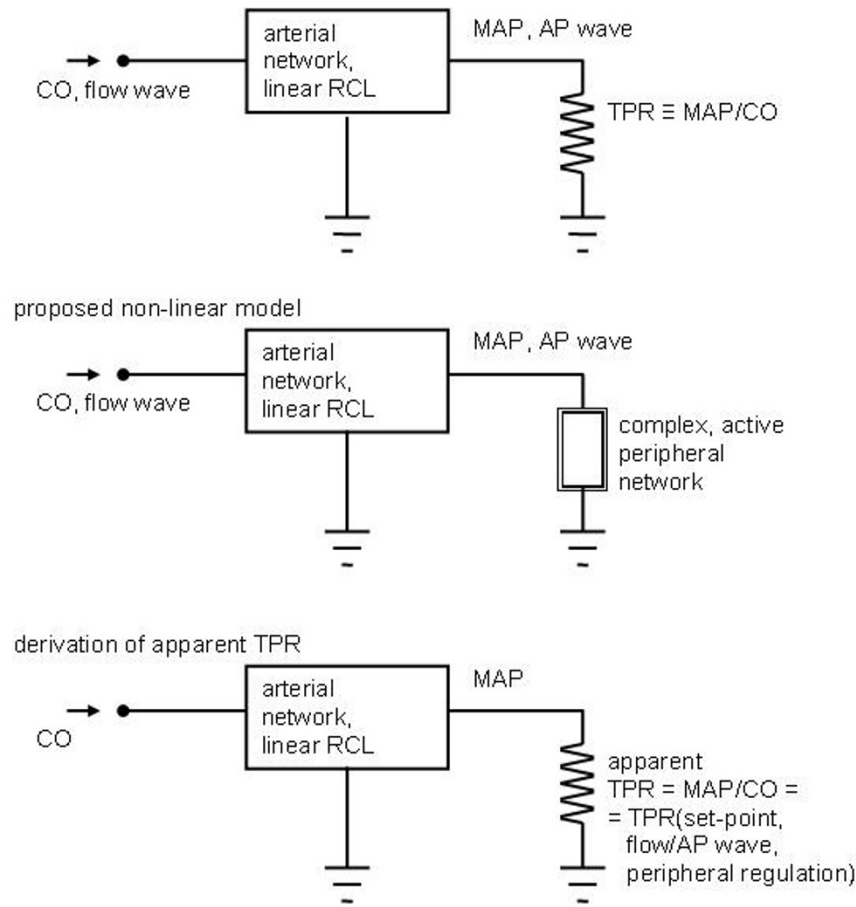 arterial
network,
linear RCL
MAP, AP wave
CO, flow wave
TPR ≡ MAP/CO
proposed non-linear model
arterial
network,
linear RCL
MAP, AP wave
CO, flow wave
complex, active
peripheral
network
derivation of apparent TPR
arterial
network,
linear RCL
MAP
CO
apparent
TPR = MAP/CO =
= TPR(set-point,
flow/AP wave,
peripheral regulation)